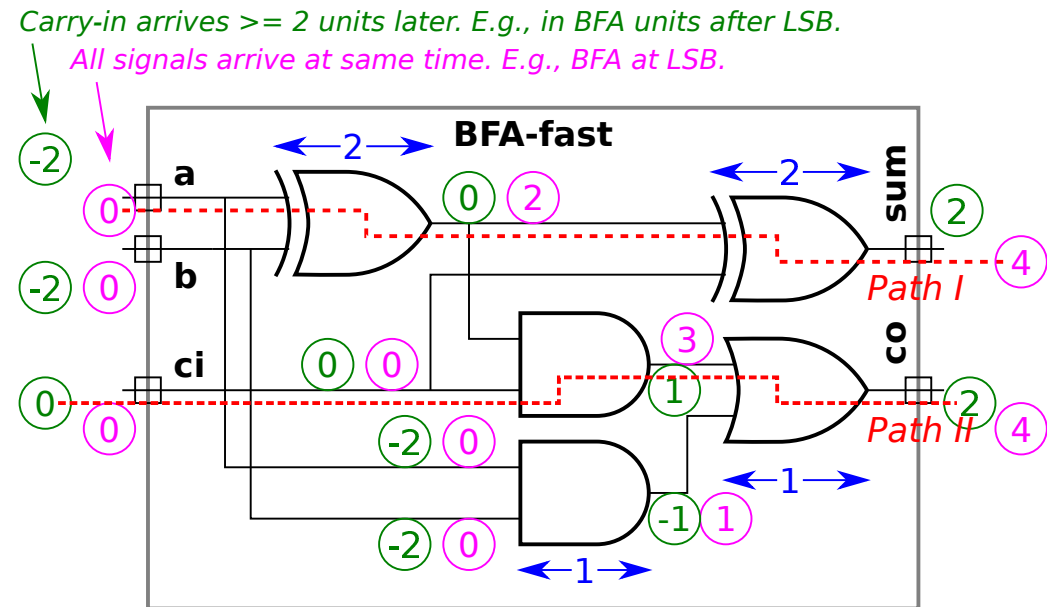 Carry-in arrives >= 2 units later. E.g., in BFA units after LSB.
All signals arrive at same time. E.g., BFA at LSB.
BFA-fast
-2
0
a
2
0
2
2
sum
2
-2
0
b
4
Path I
ci
0
0
3
co
0
0
1
2
4
Path II
-2
0
1
-2
0
-1
1
1